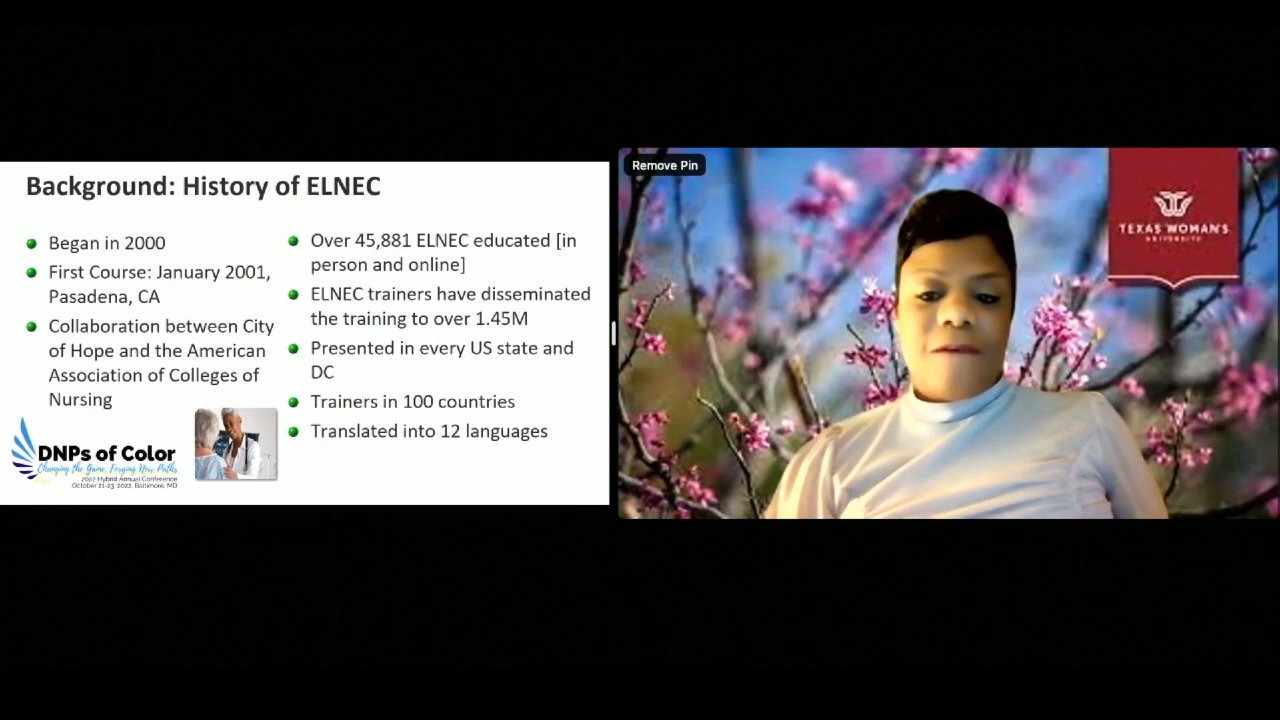 Background: History of ELNEC
Began in 2000
First Course: January 2001,
Pasadena, CA
Collaboration between City
of Hope and the American
Association of Colleges of
Nursing
Over 45,881 ELNEC educated [in
person and online]
ELNEC trainers have disseminated
the training to over 1.45M
Presented in every US state and
DC
Trainers in 100 countries
Translated into 12 languages
DNPs of Color
Changing the Game, Forging New Paths
2022 Hybrid Annual Conference
October 21-23, 2022, Baltimore, MD
Remove Pin
TEXAS WOMAN'S
UNIVERSITY